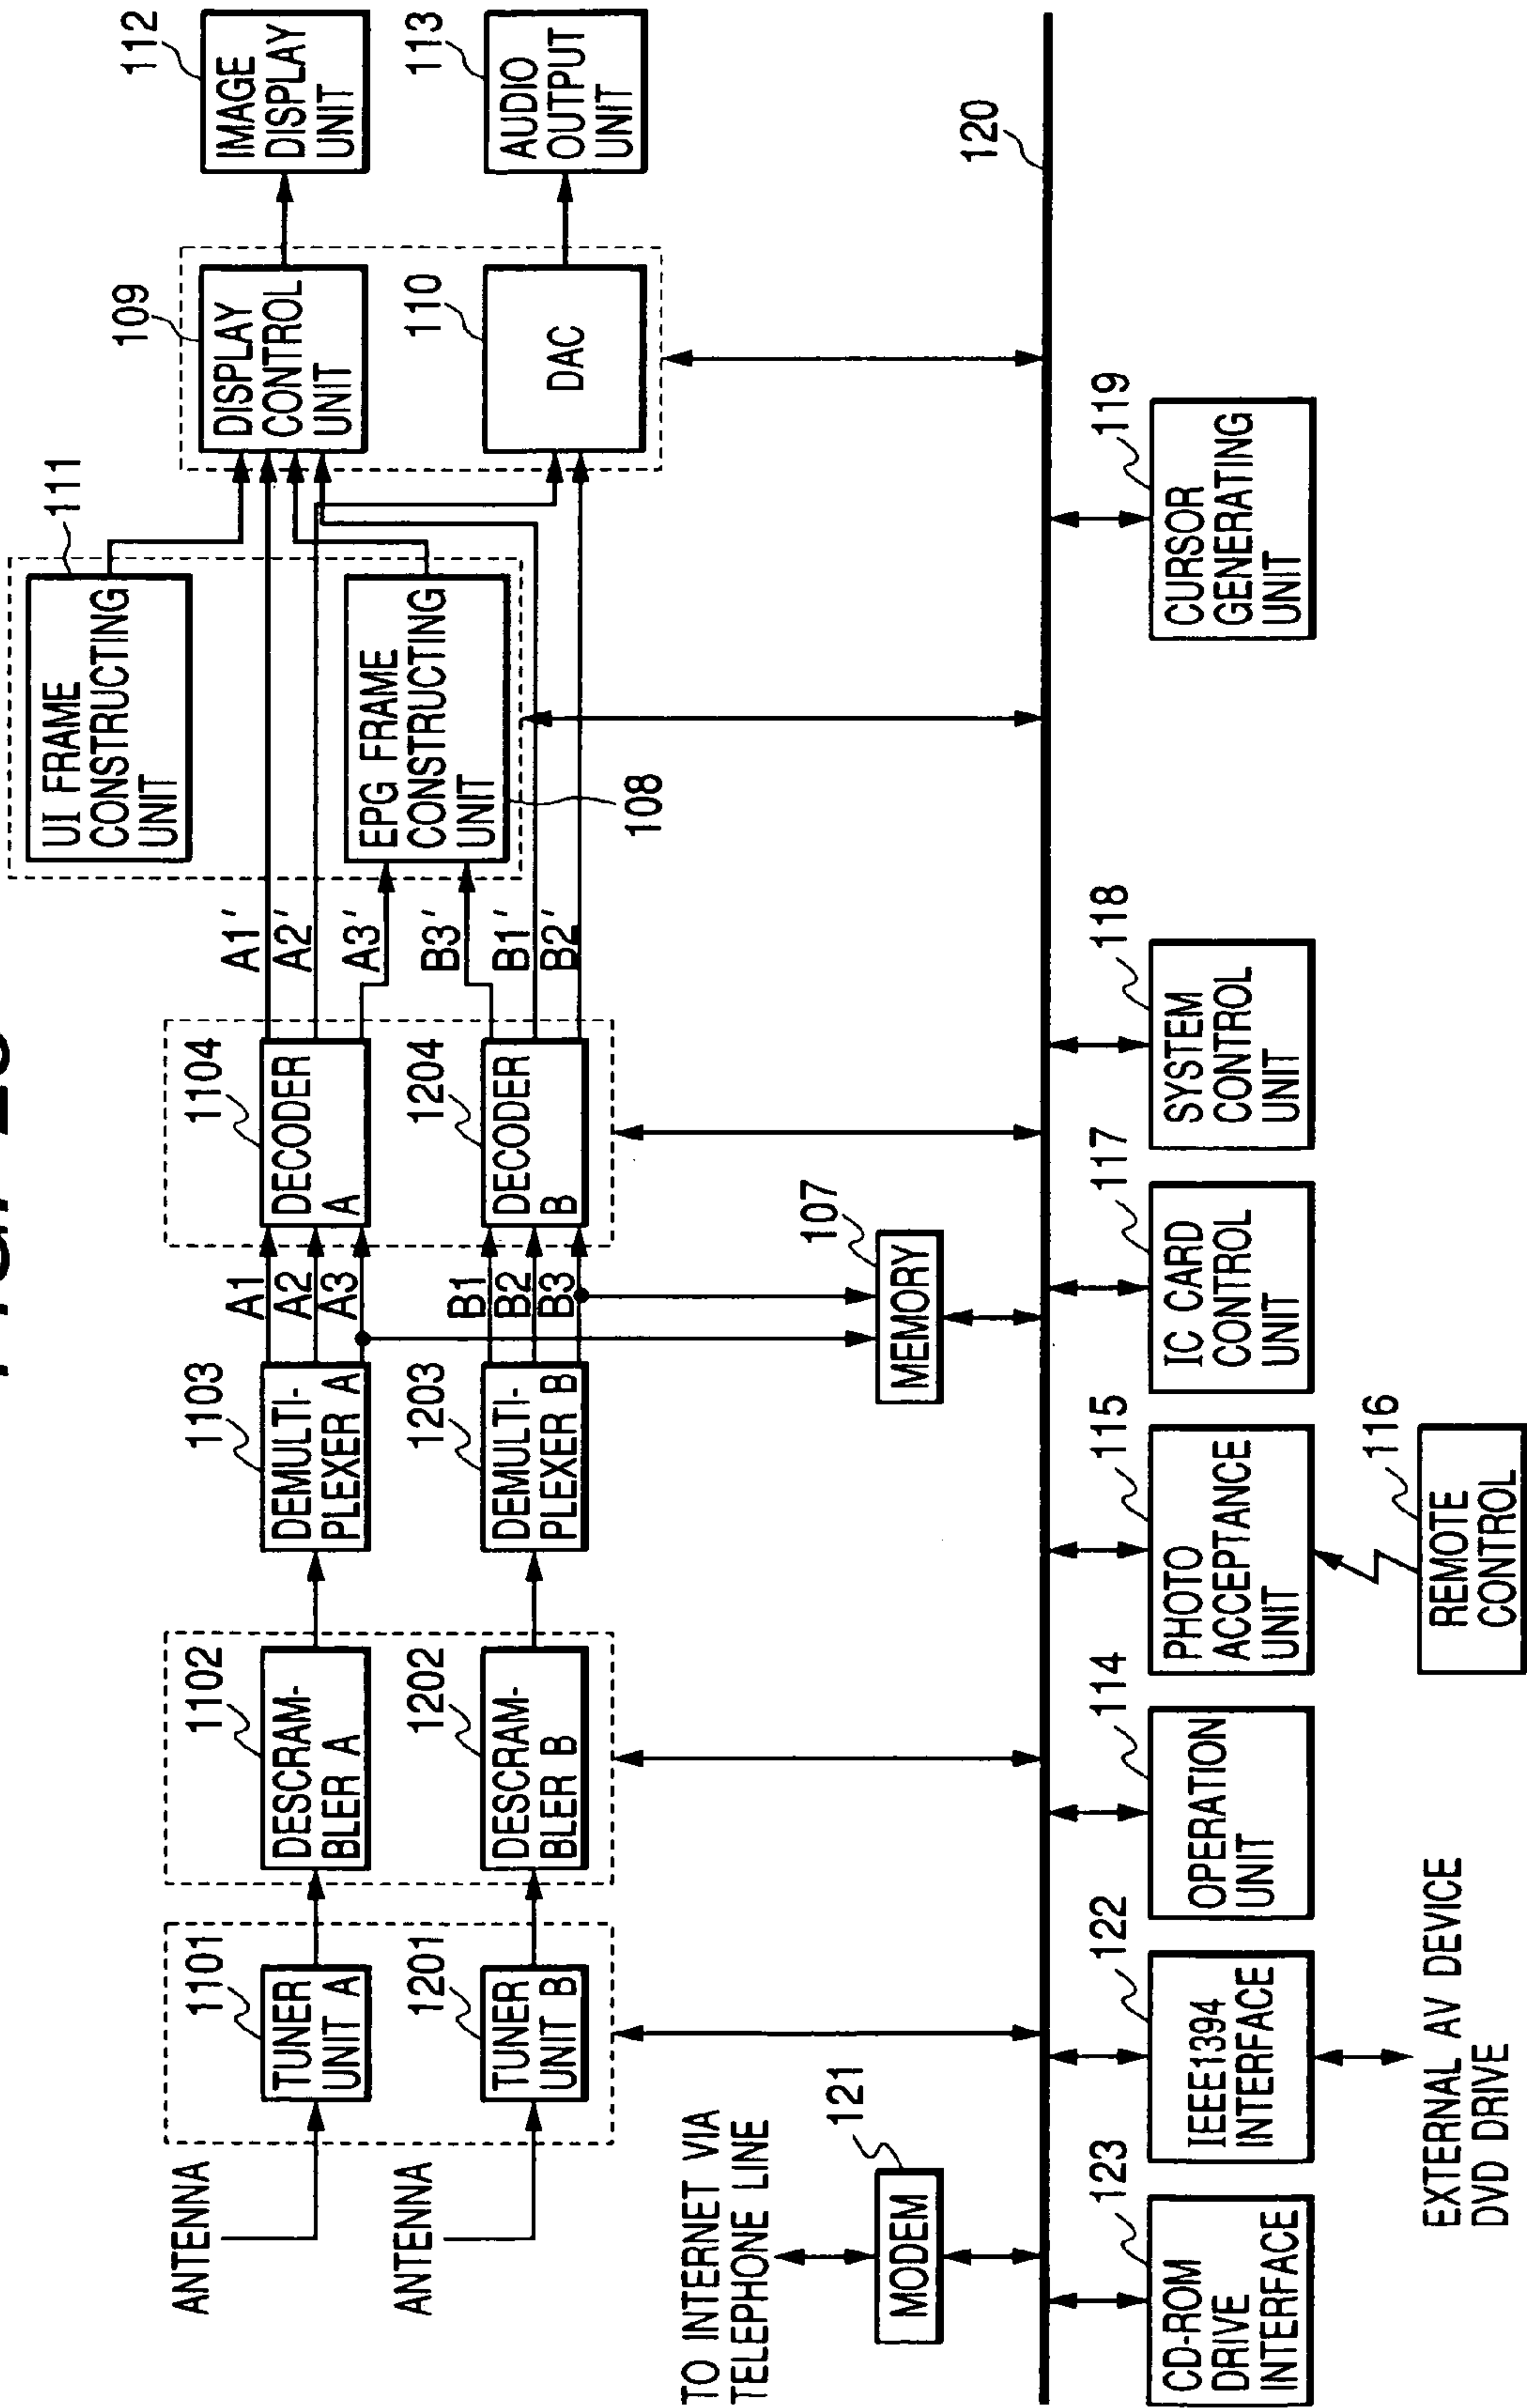 ANTENNA
1101
TUNER
UNIT A
1102
DESCRAM-
BLER A
1103
DEMULTI-
PLEXER A
A1
A2
A3
1104
DECODER
A
A1'
A2'
A3'
UI FRAME
CONSTRUCTING
UNIT
111
109
DISPLAY
CONTROL
UNIT
112
IMAGE
DISPLAY
UNIT
ANTENNA
1201
TUNER
UNIT B
1202
DESCRAM-
BLER B
1203
DEMULTI-
PLEXER B
B1
B2
B3
1204
DECODER
B
B3'
B1'
B2'
EPG FRAME
CONSTRUCTING
UNIT
108
110
DAC
113
AUDIO
OUTPUT
UNIT
TO INTERNET VIA
TELEPHONE LINE
121
MODEM
107
MEMORY
120
123
CD-ROM
DRIVE
INTERFACE
122
IEEE1394
INTERFACE
114
OPERATION
UNIT
115
PHOTO
ACCEPTANCE
UNIT
117
IC CARD
CONTROL
UNIT
118
SYSTEM
CONTROL
UNIT
119
CURSOR
GENERATING
UNIT
EXTERNAL AV DEVICE
DVD DRIVE
116
REMOTE
CONTROL